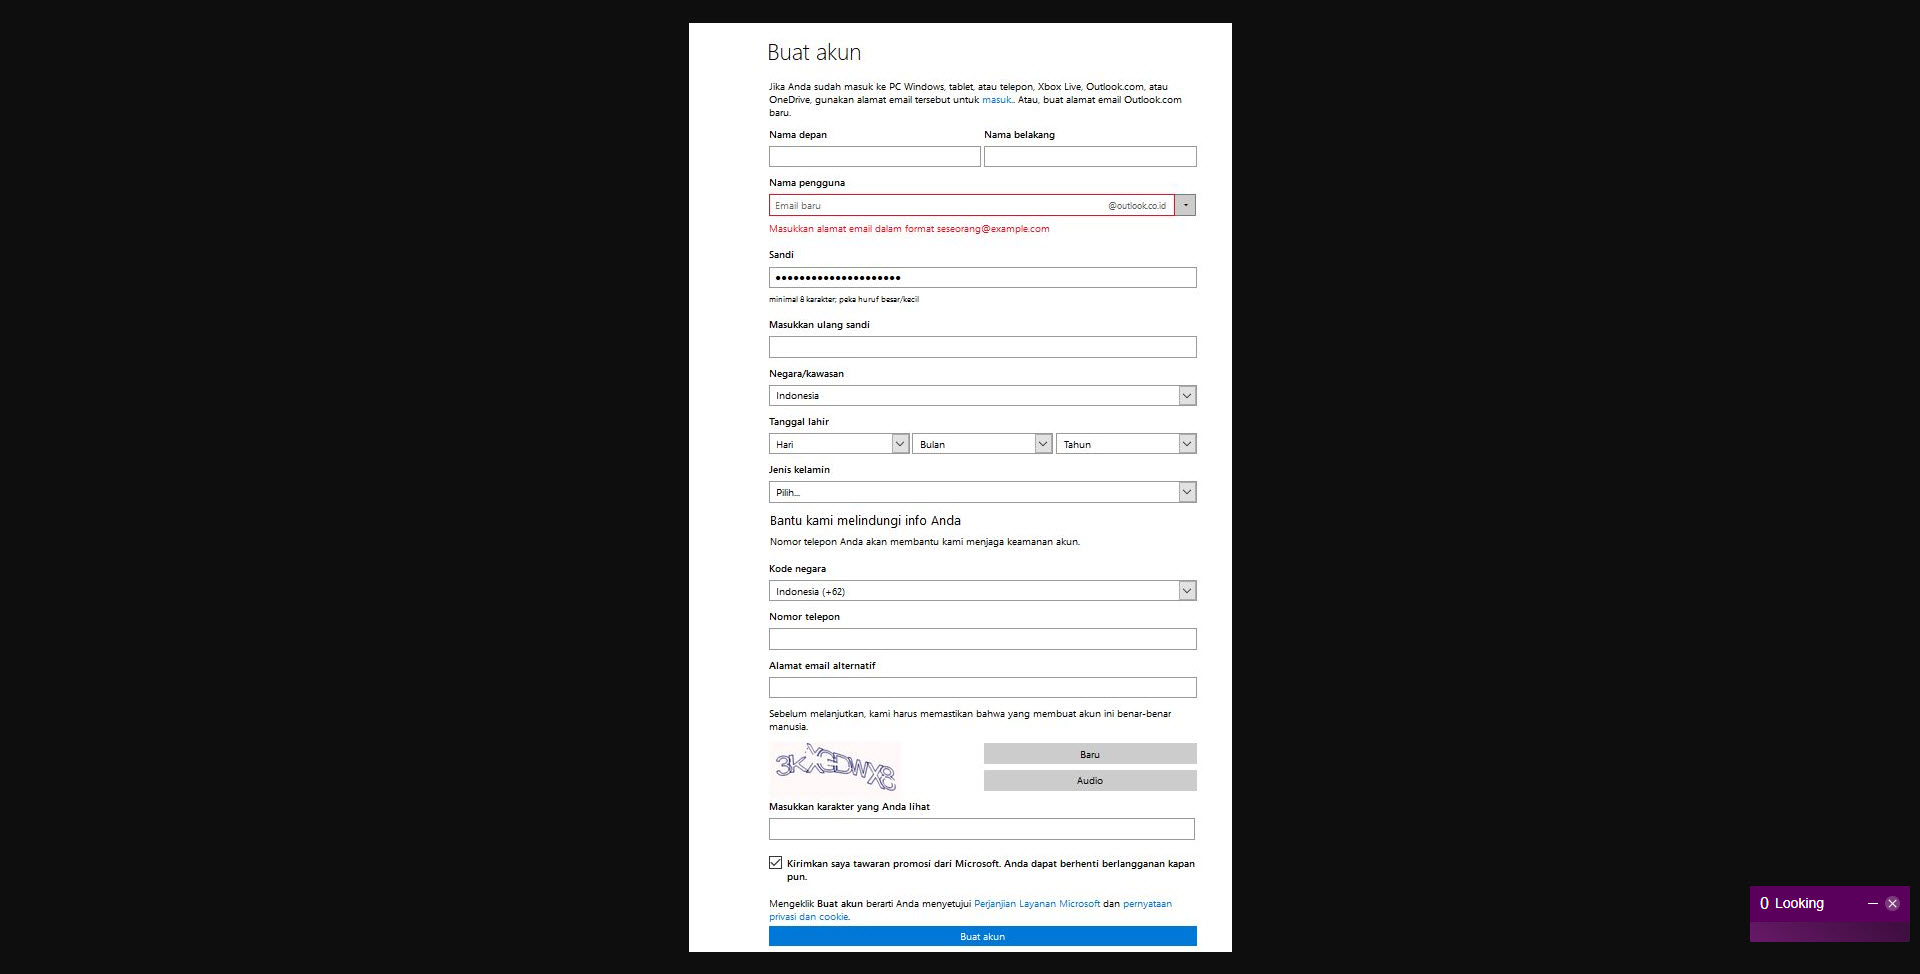 Buat akun
Jika Anda sudah masuk ke PC Windows, tablet, atau telepon, Xbox Live, Outlook.com, atau
OneDrive, gunakan alamat email tersebut untuk masuk.. Atau, buat alamat email Outlook.com
baru.
Nama depan
Nama belakang
Nama pengguna
Email baru
@outlook.co.id
Masukkan alamat email dalam format seseorang@example.com
Sandi
minimal 8 karakter; peka huruf besar/kecil
Masukkan ulang sandi
Negara/kawasan
Indonesia
Tanggal lahir
Hari
Bulan
Tahun
Jenis kelamin
Pilih...
Bantu kami melindungi info Anda
Nomor telepon Anda akan membantu kami menjaga keamanan akun.
Kode negara
Indonesia (+62)
Nomor telepon
Alamat email alternatif
Sebelum melanjutkan, kami harus memastikan bahwa yang membuat akun ini benar-benar
manusia.
Baru
Audio
Masukkan karakter yang Anda lihat
Kirimkan saya tawaran promosi dari Microsoft. Anda dapat berhenti berlangganan kapan
pun.
Mengeklik Buat akun berarti Anda menyetujui Perjanjian Layanan Microsoft dan pernyataan
privasi dan cookie.
Buat akun
0 Looking